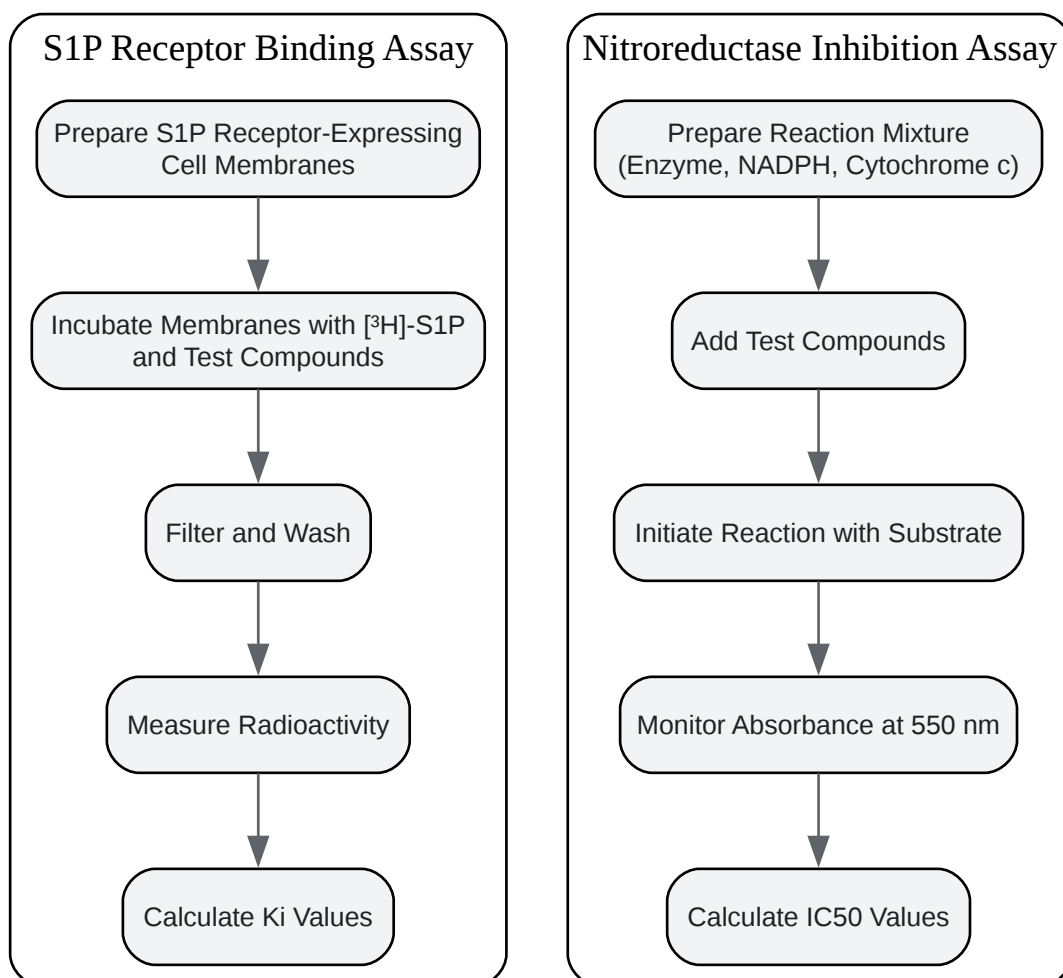 S1P Receptor Binding Assay
Prepare S1P Receptor-Expressing
Cell Membranes
Incubate Membranes with [³H]-S1P
and Test Compounds
Filter and Wash
Measure Radioactivity
Calculate Ki Values
Nitroreductase Inhibition Assay
Prepare Reaction Mixture
(Enzyme, NADPH, Cytochrome c)
Add Test Compounds
Initiate Reaction with Substrate
Monitor Absorbance at 550 nm
Calculate IC50 Values